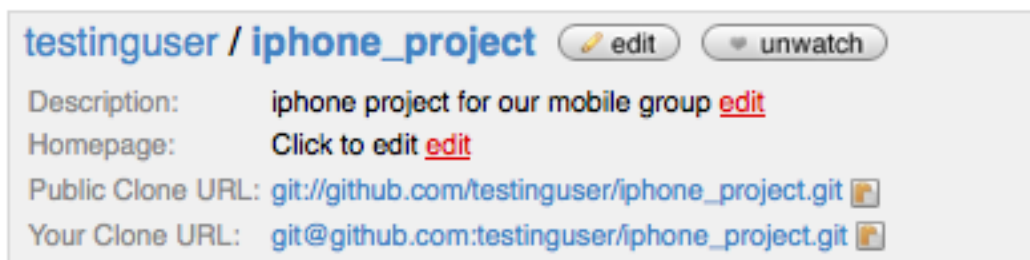 testinguser / iphone_project edit unwatch
Description: iphone project for our mobile group edit
Homepage: Click to edit edit
Public Clone URL: git://github.com/testinguser/iphone_project.git
Your Clone URL: git@github.com:testinguser/iphone_project.git